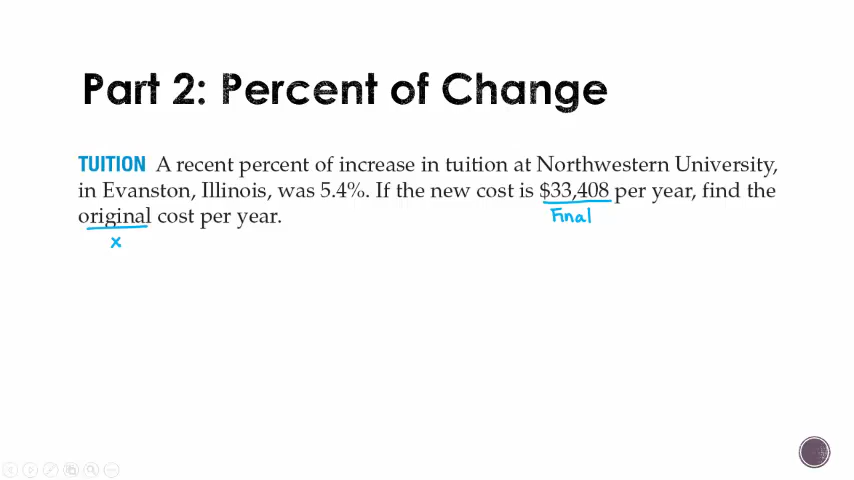 Part 2: Percent of Change
TUITION A recent percent of increase in tuition at Northwestern University,
in Evanston, Illinois, was 5.4%. If the new cost is $33,408 per year, find the
original cost per year.
Final
x